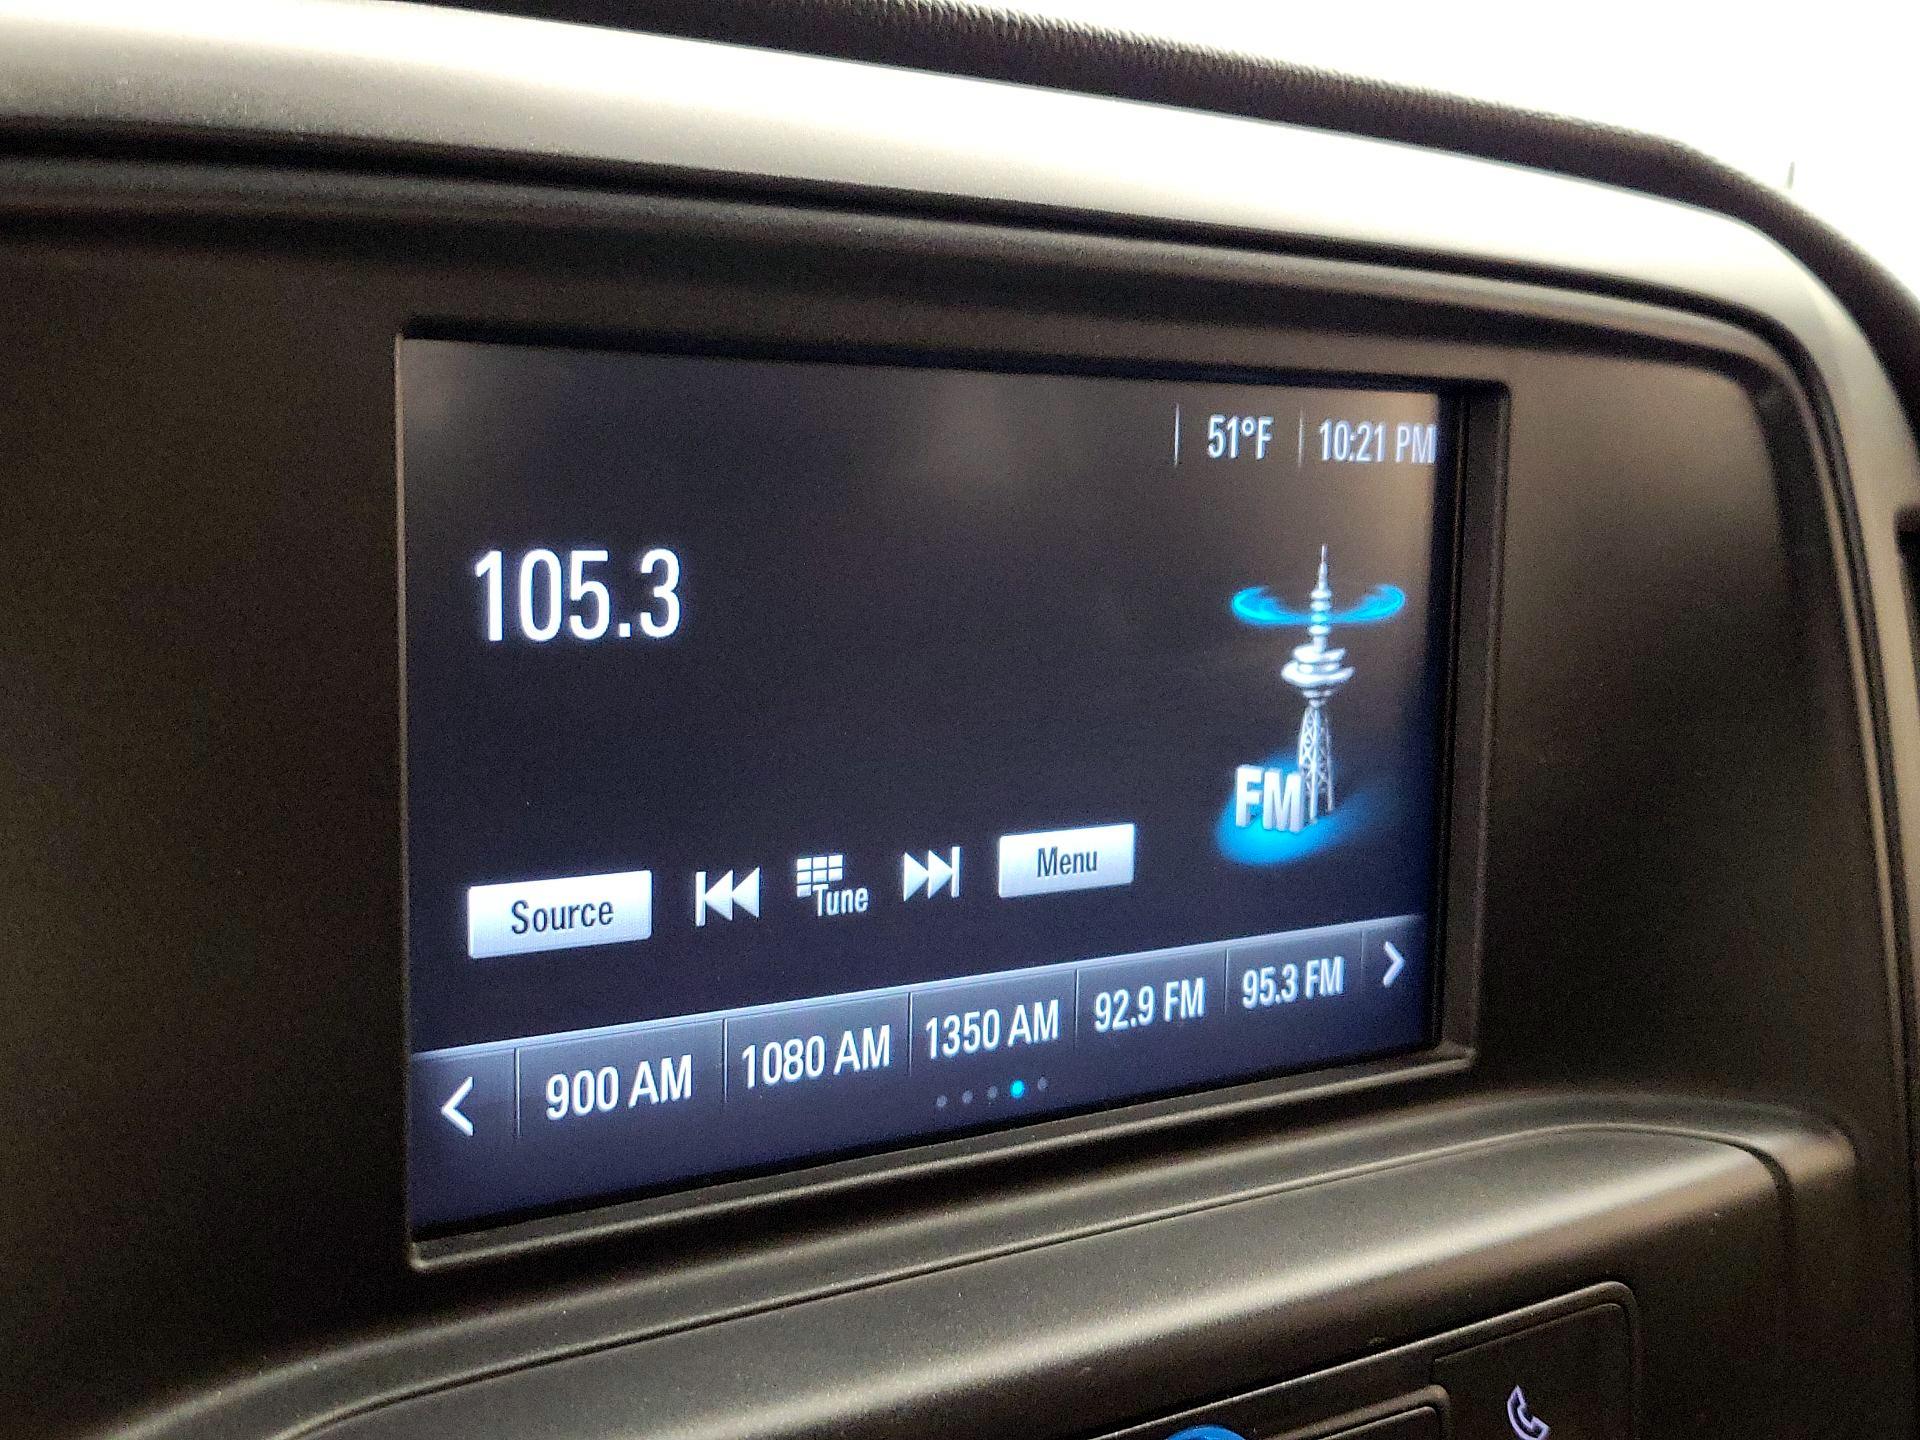 51°F 10:21 PM
105.3
FM
Source Tune Menu
900 AM 1080 AM 1350 AM 92.9 FM 95.3 FM